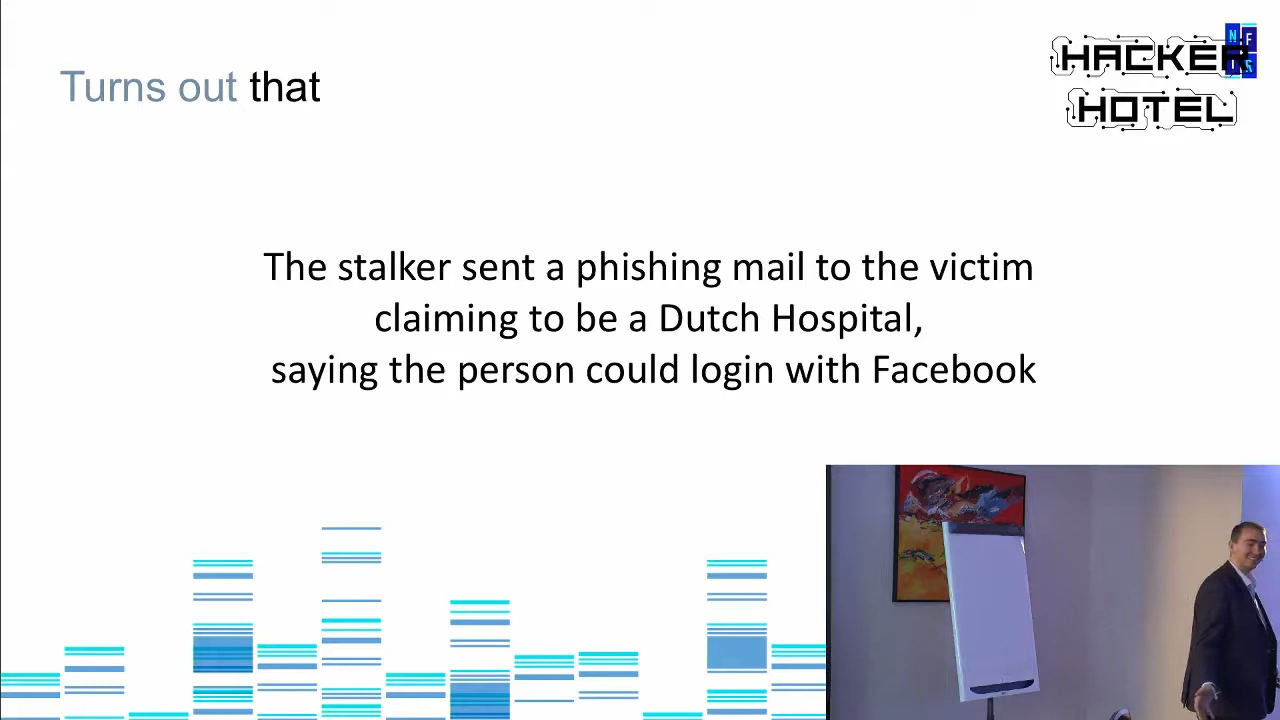 Turns out that
HACKER
HOTEL
NFIS
The stalker sent a phishing mail to the victim
claiming to be a Dutch Hospital,
saying the person could login with Facebook